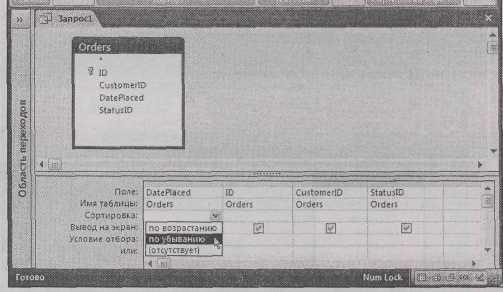 »
Запрос1
×
Orders
*
ID
CustomerID
DatePlaced
StatusID
Область переходов
Поле: DatePlaced ID CustomerID StatusID
Имя таблицы: Orders Orders Orders Orders
Сортировка:
Вывод на экран: по возрастанию
Условие отбора: по убыванию
или: (отсутствует)
Готово Num Lock SQL